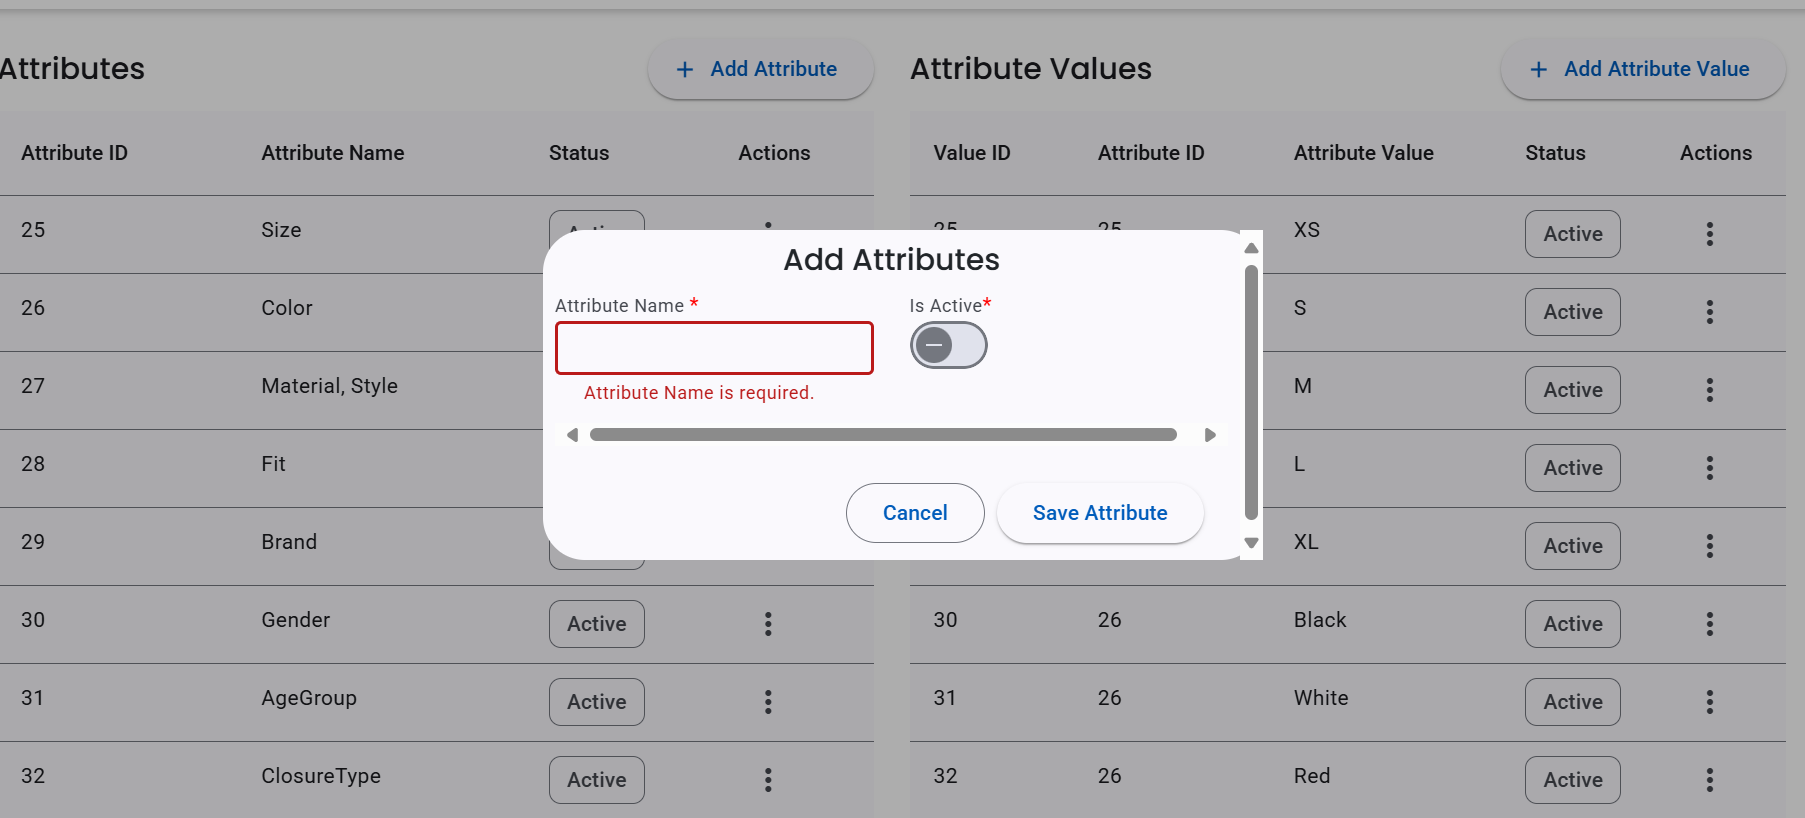 Attributes
+ Add Attribute
Attribute Values
+ Add Attribute Value
Attribute ID Attribute Name Status Actions
Value ID Attribute ID Attribute Value Status Actions
25 Size Active
25 25 XS Active
26 Color
S Active
27 Material, Style
M Active
28 Fit
L Active
29 Brand
XL Active
30 Gender Active
30 26 Black Active
31 AgeGroup Active
31 26 White Active
32 ClosureType Active
32 26 Red Active
Add Attributes
Attribute Name *
Is Active*
Attribute Name is required.
Cancel
Save Attribute